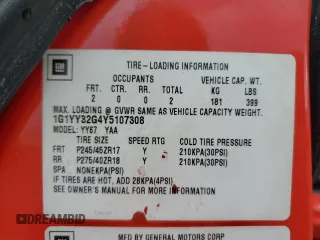 GM
TIRE-LOADING INFORMATION
OCCUPANTS VEHICLE CAP. WT.
FRT. CTR. RR. TOTAL KG LBS
2 0 0 2 181 399
MAX. LOADING @ GVWR SAME AS VEHICLE CAPACITY WEIGHT.
1G1YY32G4Y5107308
MODEL: YY67 YAA
TIRE SIZE SPEED RTG COLD TIRE PRESSURE
FRT P245/45ZR17 Y 210KPA(30PSI)
RR P275/40ZR18 Y 210KPA(30PSI)
SPA NONEKPA(PSI)
IF TIRES ARE HOT, ADD 28KPA(4PSI)
SEE OWNER'S MANUAL FOR ADDITIONAL INFORMATION.
DREAMBID
GM
MFD BY GENERAL MOTORS CORP